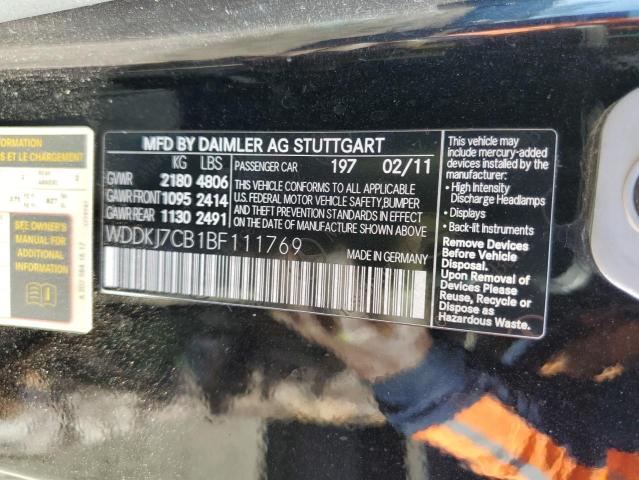 ORMATION
S ET LE CHARGEMENT
SEE OWNER'S
MANUAL FOR
ADDITIONAL
INFORMATION
MFD BY DAIMLER AG STUTTGART
KG LBS
GVWR 2180 4806
GAWR FRONT 1095 2414
GAWR REAR 1130 2491
PASSENGER CAR 197 02/11
THIS VEHICLE CONFORMS TO ALL APPLICABLE
U.S. FEDERAL MOTOR VEHICLE SAFETY,BUMPER
AND THEFT PREVENTION STANDARDS IN EFFECT
ON THE DATE OF MANUFACTURE SHOWN ABOVE.
WDDKJ7CB1BF111769
MADE IN GERMANY
This vehicle may
include mercury-added
devices installed by the
manufacturer:
• High Intensity
Discharge Headlamps
• Displays
• Back-lit Instruments
Remove Devices
Before Vehicle
Disposal.
Upon Removal of
Devices Please
Reuse, Recycle or
Dispose as
Hazardous Waste.